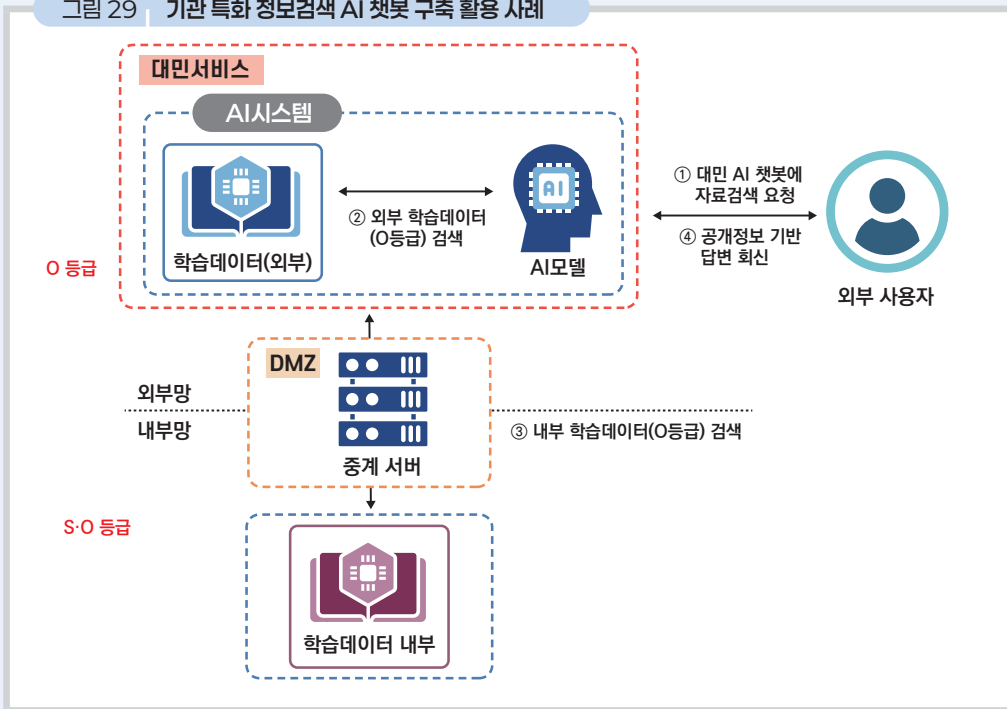 그림 29 기관 특화 정보검색 AI 챗봇 구축 활용 사례
대민서비스
AI시스템
AI
① 대민 AI 챗봇에
자료검색 요청
② 외부 학습데이터
(O등급) 검색
④ 공개정보 기반
답변 회신
학습데이터(외부)
AI모델
O 등급
외부 사용자
DMZ
외부망
내부망
③ 내부 학습데이터(O등급) 검색
중계 서버
S·O 등급
학습데이터 내부